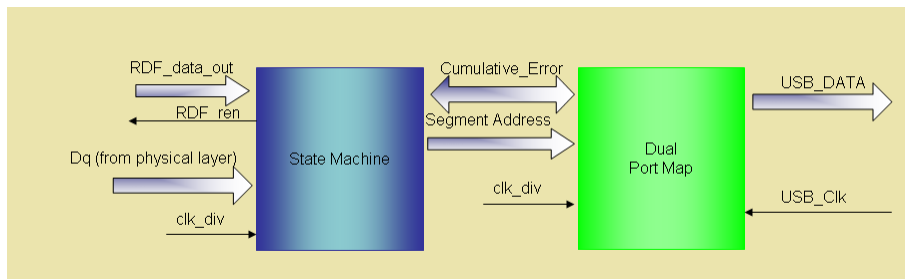 RDF_data_out
RDF_ren
Dq (from physical layer)
clk_div
State Machine
Cumulative_Error
Segment Address
clk_div
Dual
Port Map
USB_DATA
USB_Clk